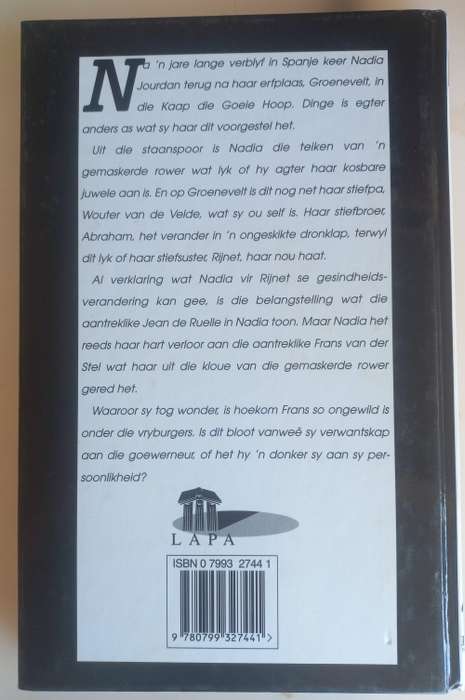 Na 'n jare lange verblyf in Spanje keer Nadia
Jourdan terug na haar erfplaas, Groenevelt, in
die Kaap die Goeie Hoop. Dinge is egter
anders as wat sy haar dit voorgestel het.
Uit die staanspoor is Nadia die teiken van 'n
gemaskerde rower wat lyk of hy agter haar kosbare
juwele aan is. En op Groenevelt is dit nog net haar stiefpa,
Wouter van de Velde, wat sy ou self is. Haar stiefbroer,
Abraham, het verander in 'n ongeskikte dronklap, terwyl
dit lyk of haar stiefsuster, Rijnet, haar nou haat.
Al verklaring wat Nadia vir Rijnet se gesindheids-
verandering kan gee, is die belangstelling wat die
aantreklike Jean de Ruelle in Nadia toon. Maar Nadia het
reeds haar hart verloor aan die aantreklike Frans van der
Stel wat haar uit die kloue van die gemaskerde rower
gered het.
Waaroor sy tog wonder, is hoekom Frans so ongewild is
onder die vryburgers. Is dit bloot vanweë sy verwantskap
aan die goewerneur, of het hy 'n donker sy aan sy per-
soonlikheid?
LAPA
ISBN 0 7993 2744 1
9 780799 327441 >